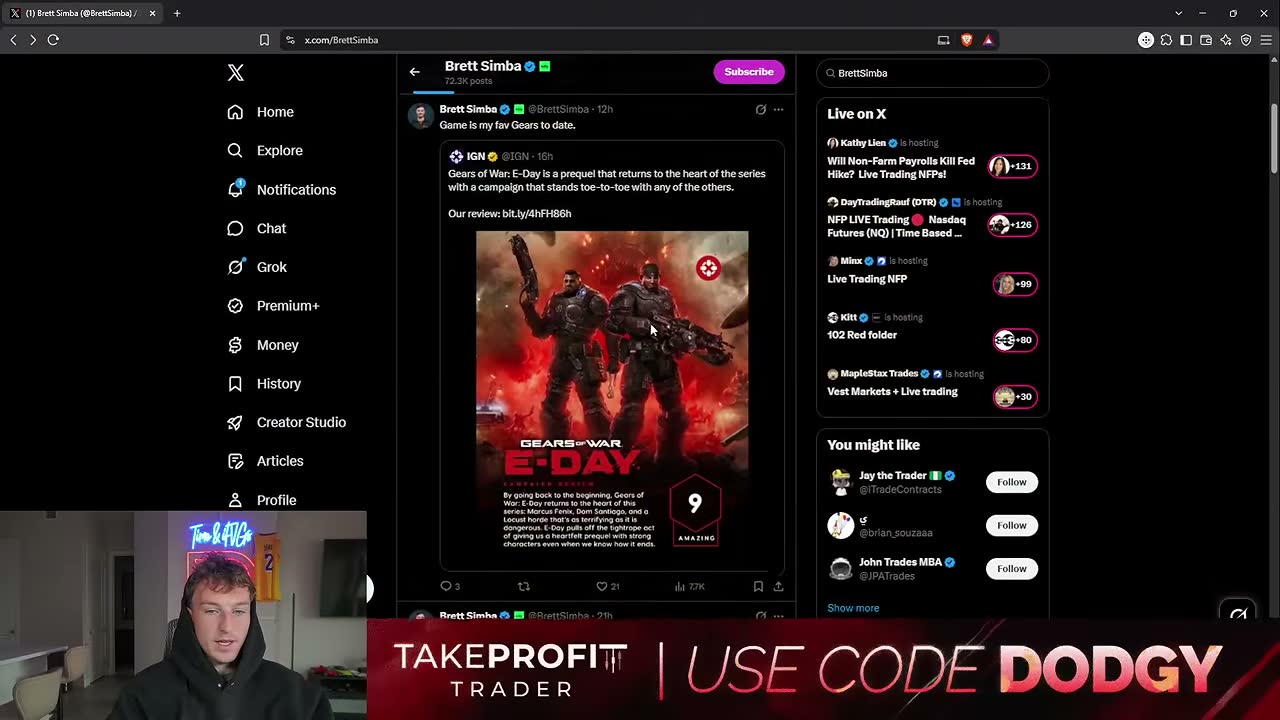 (1) Brett Simba (@BrettSimba) /
x.com/BrettSimba
Home
Explore
1
Notifications
Chat
Grok
Premium+
Money
History
Creator Studio
Articles
Profile
Brett Simba
72.3K posts
Subscribe
Brett Simba @BrettSimba · 12h
Game is my fav Gears to date.
IGN @IGN · 16h
Gears of War: E-Day is a prequel that returns to the heart of the series
with a campaign that stands toe-to-toe with any of the others.
Our review: bit.ly/4hFH86h
GEARS OF WAR
E-DAY
CAMPAIGN REVIEW
By going back to the beginning, Gears of
War: E-Day returns to the heart of this
series: Marcus Fenix, Dom Santiago, and a
Locust horde that's as terrifying as it is
dangerous. E-Day pulls off the tightrope act
of giving us a heartfelt prequel with strong
characters even when we know how it ends.
9
AMAZING
3
21
7.7K
Brett Simba @BrettSimba · 21h
BrettSimba
Live on X
Kathy Lien is hosting
Will Non-Farm Payrolls Kill Fed
Hike? Live Trading NFPs!
+131
DayTradingRauf (DTR) is hosting
NFP LIVE Trading 🔴 Nasdaq
Futures (NQ) | Time Based ...
+126
Minx is hosting
Live Trading NFP
+99
Kitt is hosting
102 Red folder
+80
MapleStax Trades is hosting
Vest Markets + Live trading
+30
You might like
Jay the Trader
@ITradeContracts
Follow
ي
@brian_souzaaa
Follow
John Trades MBA
@JPATrades
Follow
Show more
TAKEPROFIT
TRADER
USE CODE DODGY